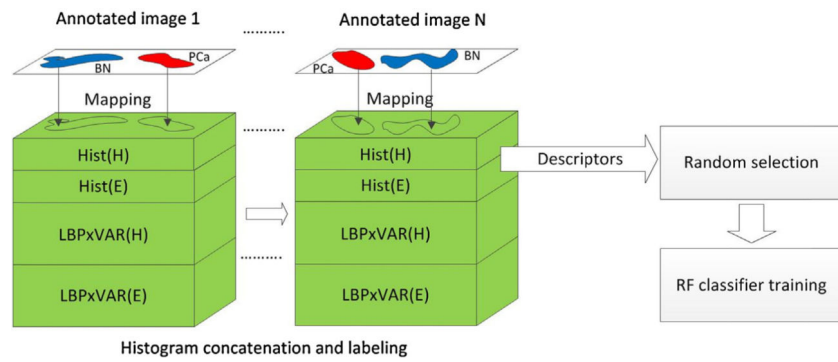 Annotated image 1
..........
Annotated image N
BN
PCa
PCa
BN
Mapping
..........
Mapping
Hist(H)
Hist(E)
LBPxVAR(H)
LBPxVAR(E)
..........
Hist(H)
Hist(E)
LBPxVAR(H)
LBPxVAR(E)
Descriptors
Random selection
RF classifier training
Histogram concatenation and labeling